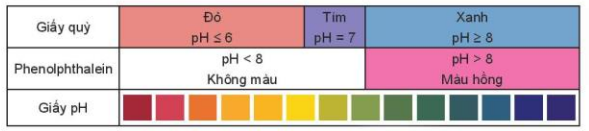 Giấy quỳ
Đỏ
pH ≤ 6
Tím
pH = 7
Xanh
pH ≥ 8
Phenolphthalein
pH < 8
Không màu
pH > 8
Màu hồng
Giấy pH